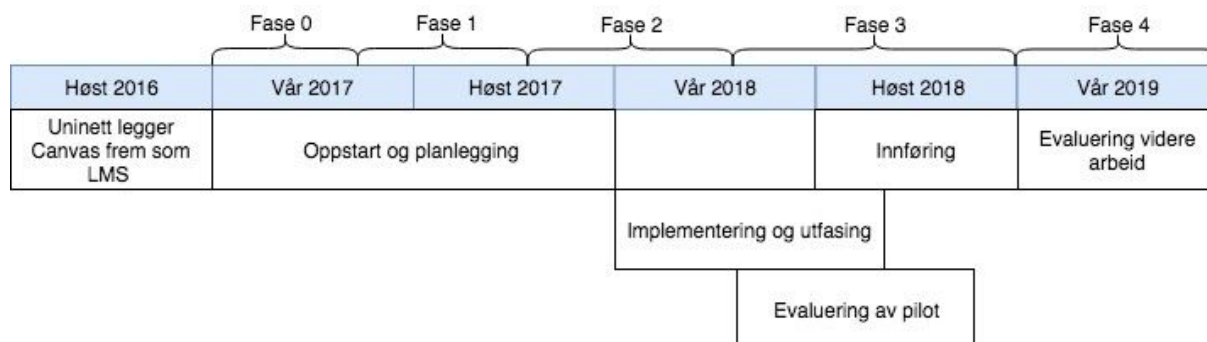 Fase 0
Fase 1
Fase 2
Fase 3
Fase 4
Høst 2016
Vår 2017
Høst 2017
Vår 2018
Høst 2018
Vår 2019
Uninett legger
Canvas frem som
LMS
Oppstart og planlegging
Innføring
Evaluering videre
arbeid
Implementering og utfasing
Evaluering av pilot